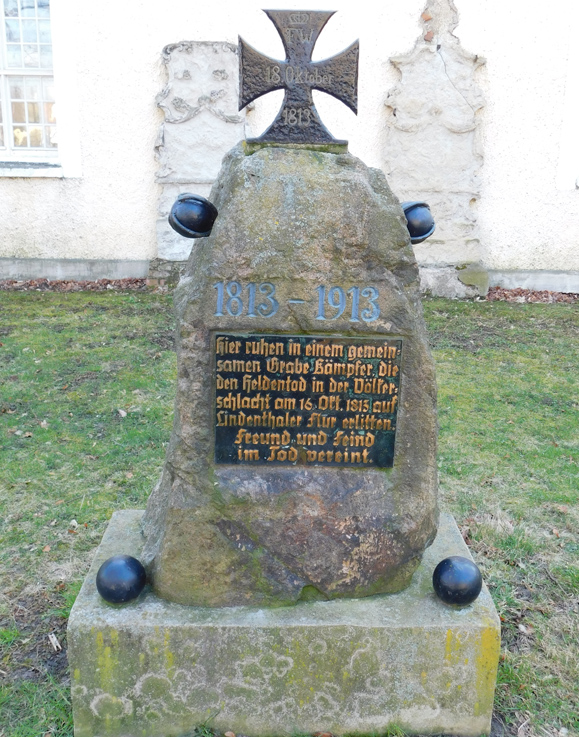 FW
18. Oktober
1813
1813 – 1913
Hier ruhen in einem gemein-
samen Grabe Kämpfer, die
den Heldentod in der Völker-
schlacht am 16. Okt. 1813 auf
Lindenthaler Flur erlitten.
Freund und Feind
im Tod vereint.